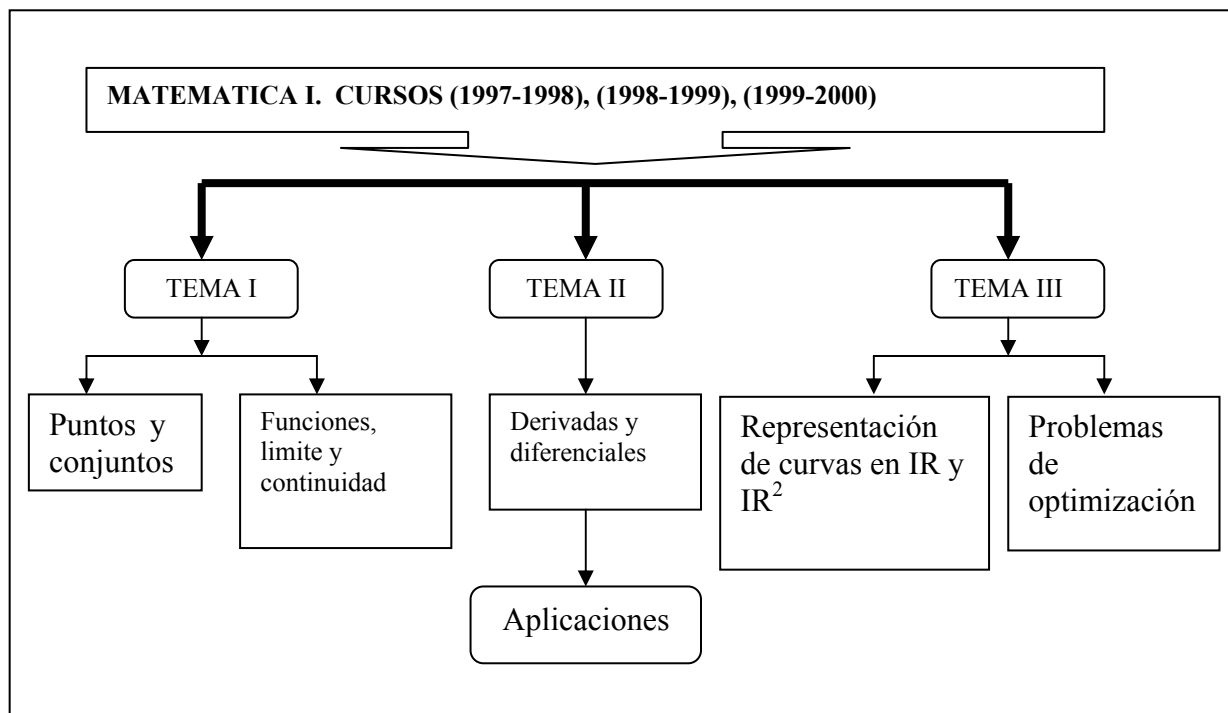 MATEMATICA I. CURSOS (1997-1998), (1998-1999), (1999-2000)
TEMA I
TEMA II
TEMA III
Puntos y
conjuntos
Funciones,
limite y
continuidad
Derivadas y
diferenciales
Representación
de curvas en IR y
IR²
Problemas
de
optimización
Aplicaciones